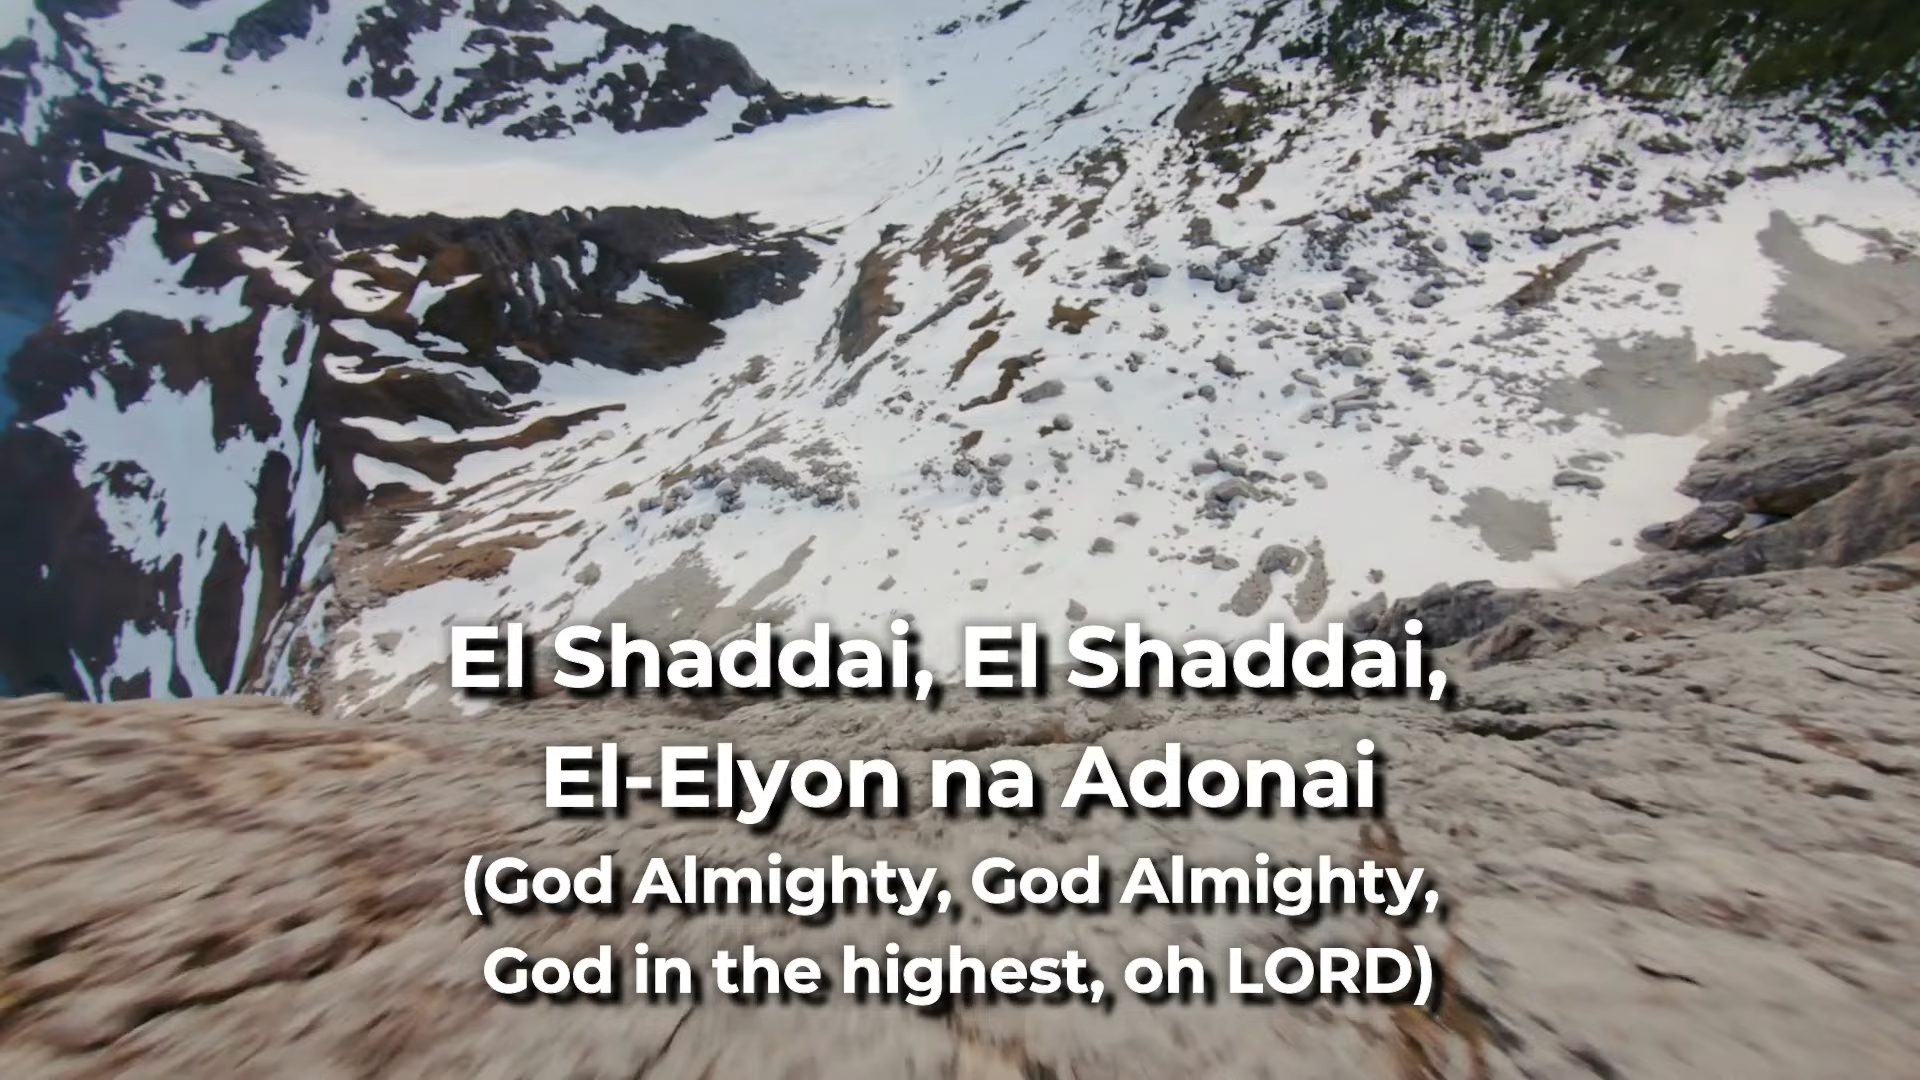 El Shaddai, El Shaddai,
El-Elyon na Adonai
(God Almighty, God Almighty,
God in the highest, oh LORD)